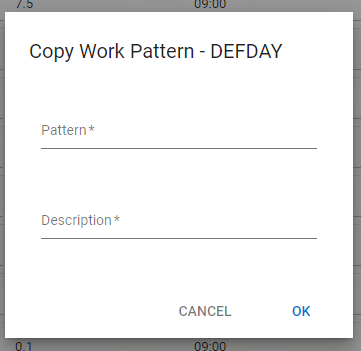 7.5 09:00
Copy Work Pattern - DEFDAY
Pattern *
Description *
CANCEL OK
0.1 09:00